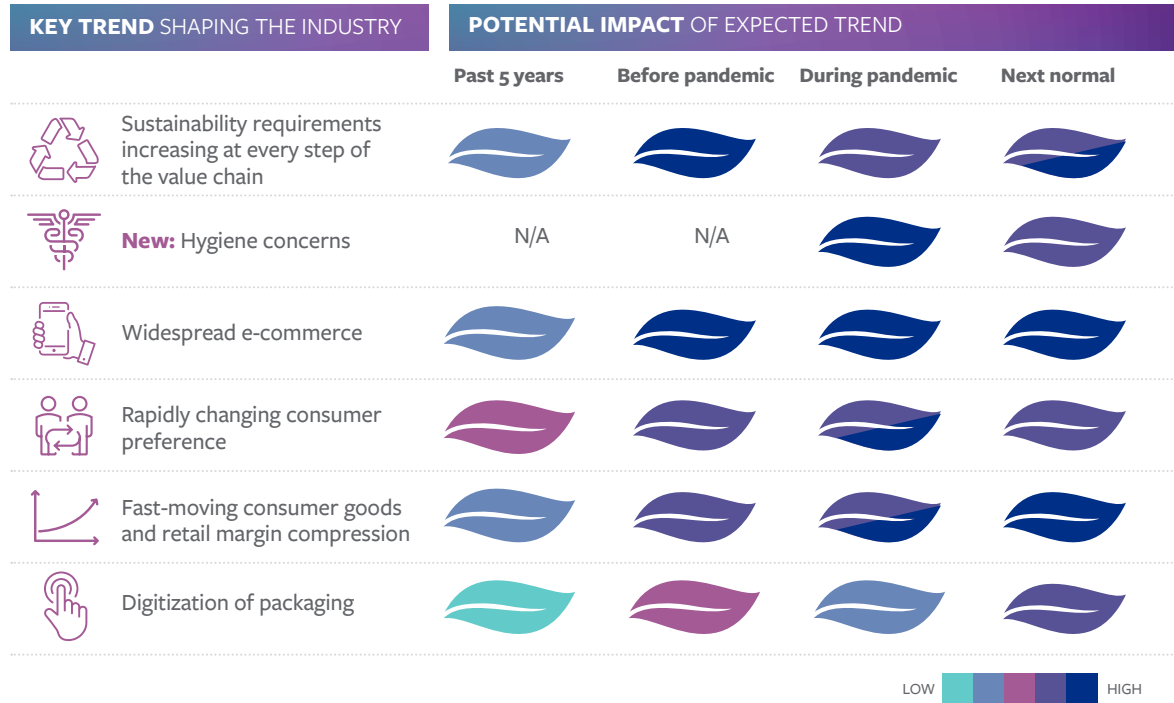 KEY TREND SHAPING THE INDUSTRY
POTENTIAL IMPACT OF EXPECTED TREND
Past 5 years
Before pandemic
During pandemic
Next normal
Sustainability requirements
increasing at every step of
the value chain
New: Hygiene concerns
N/A
N/A
Widespread e-commerce
Rapidly changing consumer
preference
Fast-moving consumer goods
and retail margin compression
Digitization of packaging
LOW
HIGH